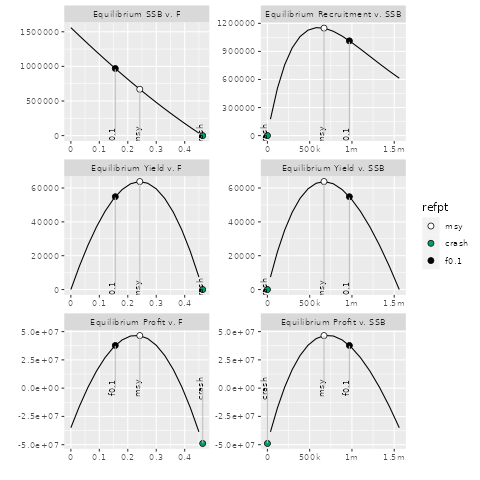 Equilibrium SSB v. F
Equilibrium Recruitment v. SSB
1500000
1000000
500000
0
0.1
msy
0 0.1 0.2 0.3 0.4
1200000
900000
600000
300000
0
msy
0.1
0 500k 1m 1.5m
Equilibrium Yield v. F
Equilibrium Yield v. SSB
60000
40000
20000
0
0.1
msy
0 0.1 0.2 0.3 0.4
60000
40000
20000
0
msy
0.1
0 500k 1m 1.5m
Equilibrium Profit v. F
Equilibrium Profit v. SSB
5.0e+07
2.5e+07
0.0e+00
-2.5e+07
-5.0e+07
f0.1
msy
crash
0 0.1 0.2 0.3 0.4
5.0e+07
2.5e+07
0.0e+00
-2.5e+07
-5.0e+07
crash
msy
f0.1
0 500k 1m 1.5m
refpt
msy
crash
f0.1